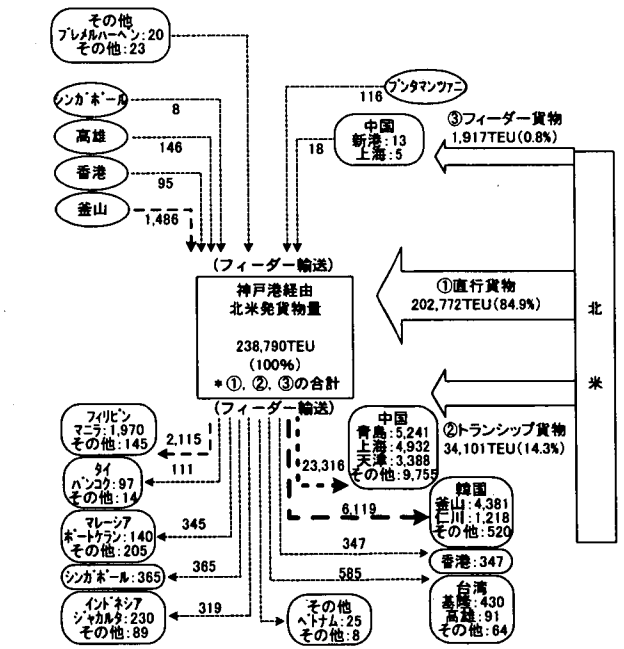 その他
ブレメルハーベン:20
その他:23
シンガポール
8
高雄
146
香港
95
釜山
1,486
ブンタマンツァニ
116
中国
新港:13
上海:5
18
③フィーダー貨物
1,917TEU(0.8%)
(フィーダー輸送)
神戸港経由
北米発貨物量
238,790TEU
(100%)
*①,②,③の合計
(フィーダー輸送)
①直行貨物
202,772TEU(84.9%)
北
米
②トランシップ貨物
34,101TEU(14.3%)
フィリピン
マニラ:1,970
その他:145
2,115
タイ
バンコク:97
その他:14
111
マレーシア
ポートケラン:140
その他:205
345
シンガポール:365
365
インドネシア
ジャカルタ:230
その他:89
319
中国
青島:5,241
上海:4,932
天津:3,388
その他:9,755
23,316
韓国
釜山:4,381
仁川:1,218
その他:520
6,119
347
香港:347
585
台湾
基隆:430
高雄:91
その他:64
その他
ベトナム:25
その他:8